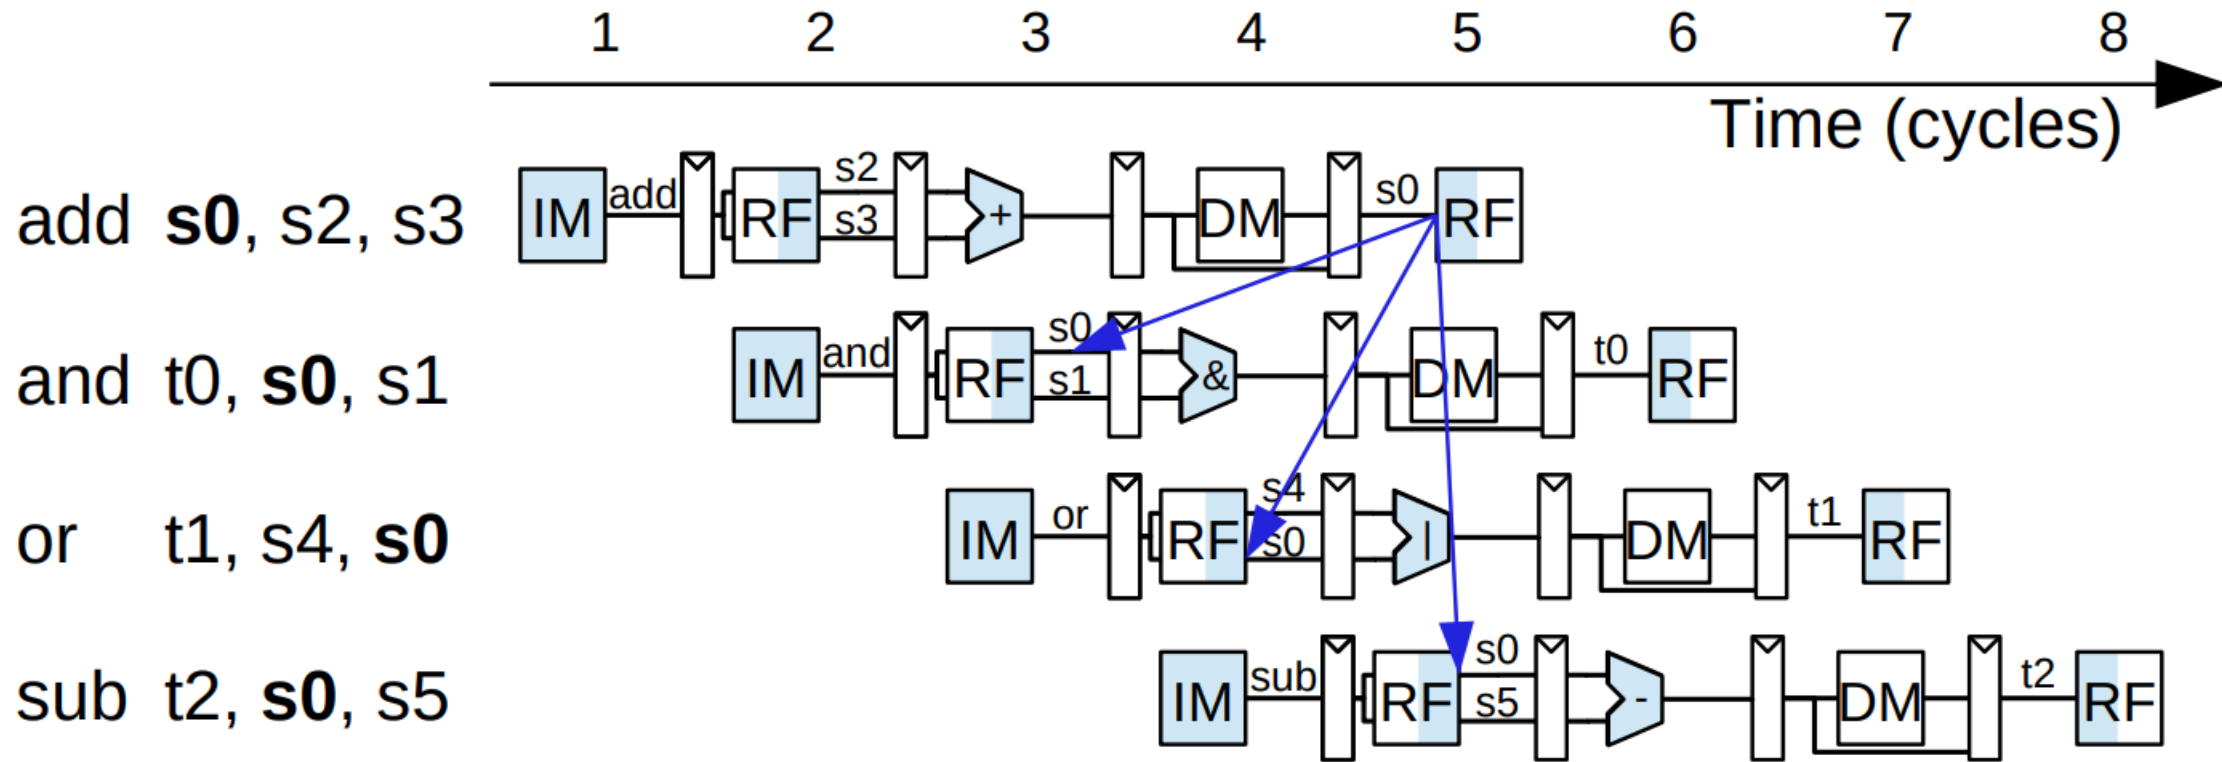 1 2 3 4 5 6 7 8
Time (cycles)
add s0, s2, s3 IM add RF s2 s3 + DM s0 RF
and t0, s0, s1 IM and RF s0 s1 & DM t0 RF
or t1, s4, s0 IM or RF s4 s0 | DM t1 RF
sub t2, s0, s5 IM sub RF s0 s5 - DM t2 RF